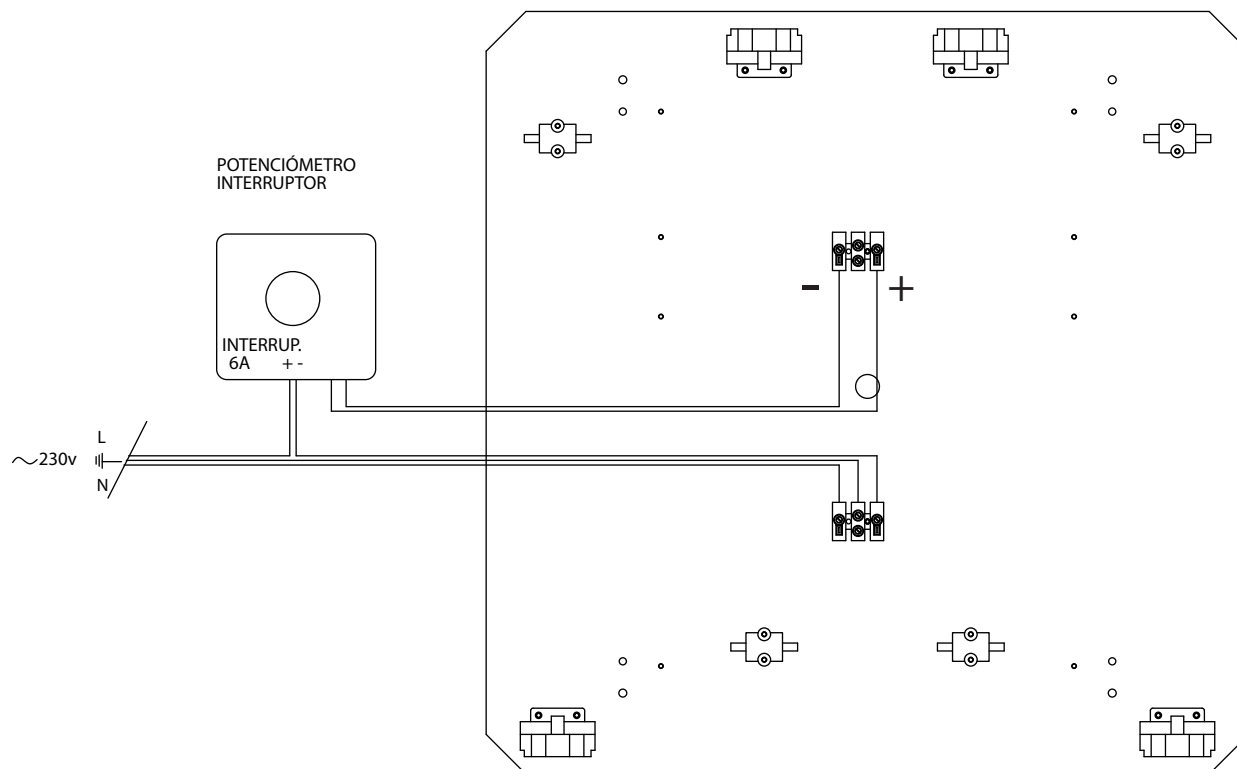 POTENCIÓMETRO
INTERRUPTOR
INTERRUP.
6A + -
- +
L
~230v
N